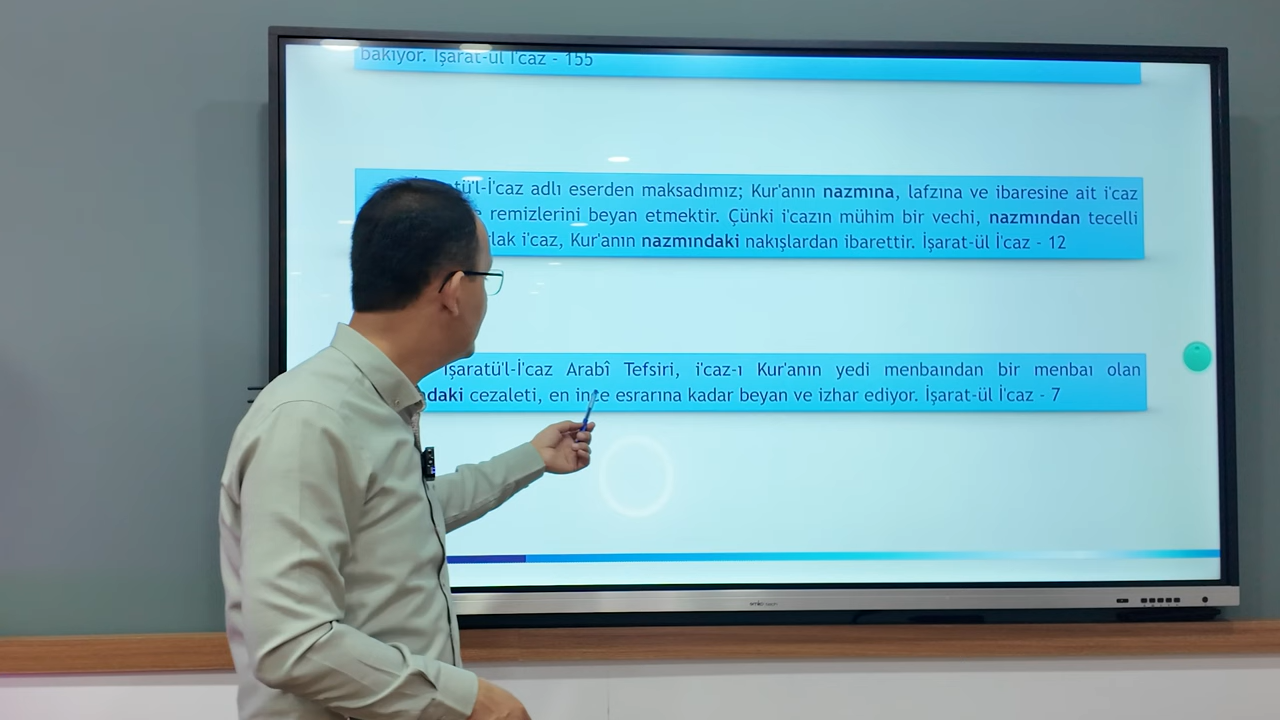 bakıyor. İşarat-ül İ'caz - 155
tü'l-İ'caz adlı eserden maksadımız; Kur'anın nazmına, lafzına ve ibaresine ait i'caz
remizlerini beyan etmektir. Çünki i'cazın mühim bir vechi, nazmından tecelli
lak i'caz, Kur'anın nazmındaki nakışlardan ibarettir. İşarat-ül İ'caz - 12
İşaratü'l-İ'caz Arabî Tefsiri, i'caz-ı Kur'anın yedi menbaından bir menbaı olan
daki cezaleti, en ince esrarına kadar beyan ve izhar ediyor. İşarat-ül İ'caz - 7